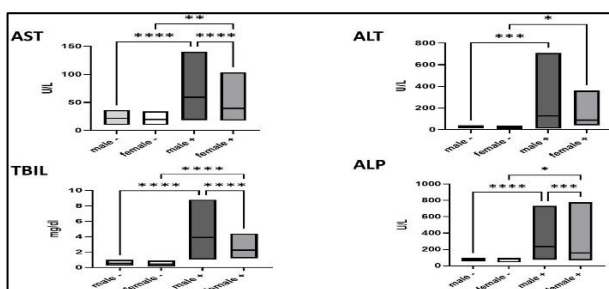 AST
**
****
****
150
100
50
0
U/L
male -
female -
male +
female +
ALT
*
***
800
600
400
200
0
U/L
male -
female -
male +
female +
TBIL
****
****
****
10
8
6
4
2
0
mg/dl
male -
female -
male +
female +
ALP
*
****
***
1000
800
600
400
200
0
U/L
male -
female -
male +
female +